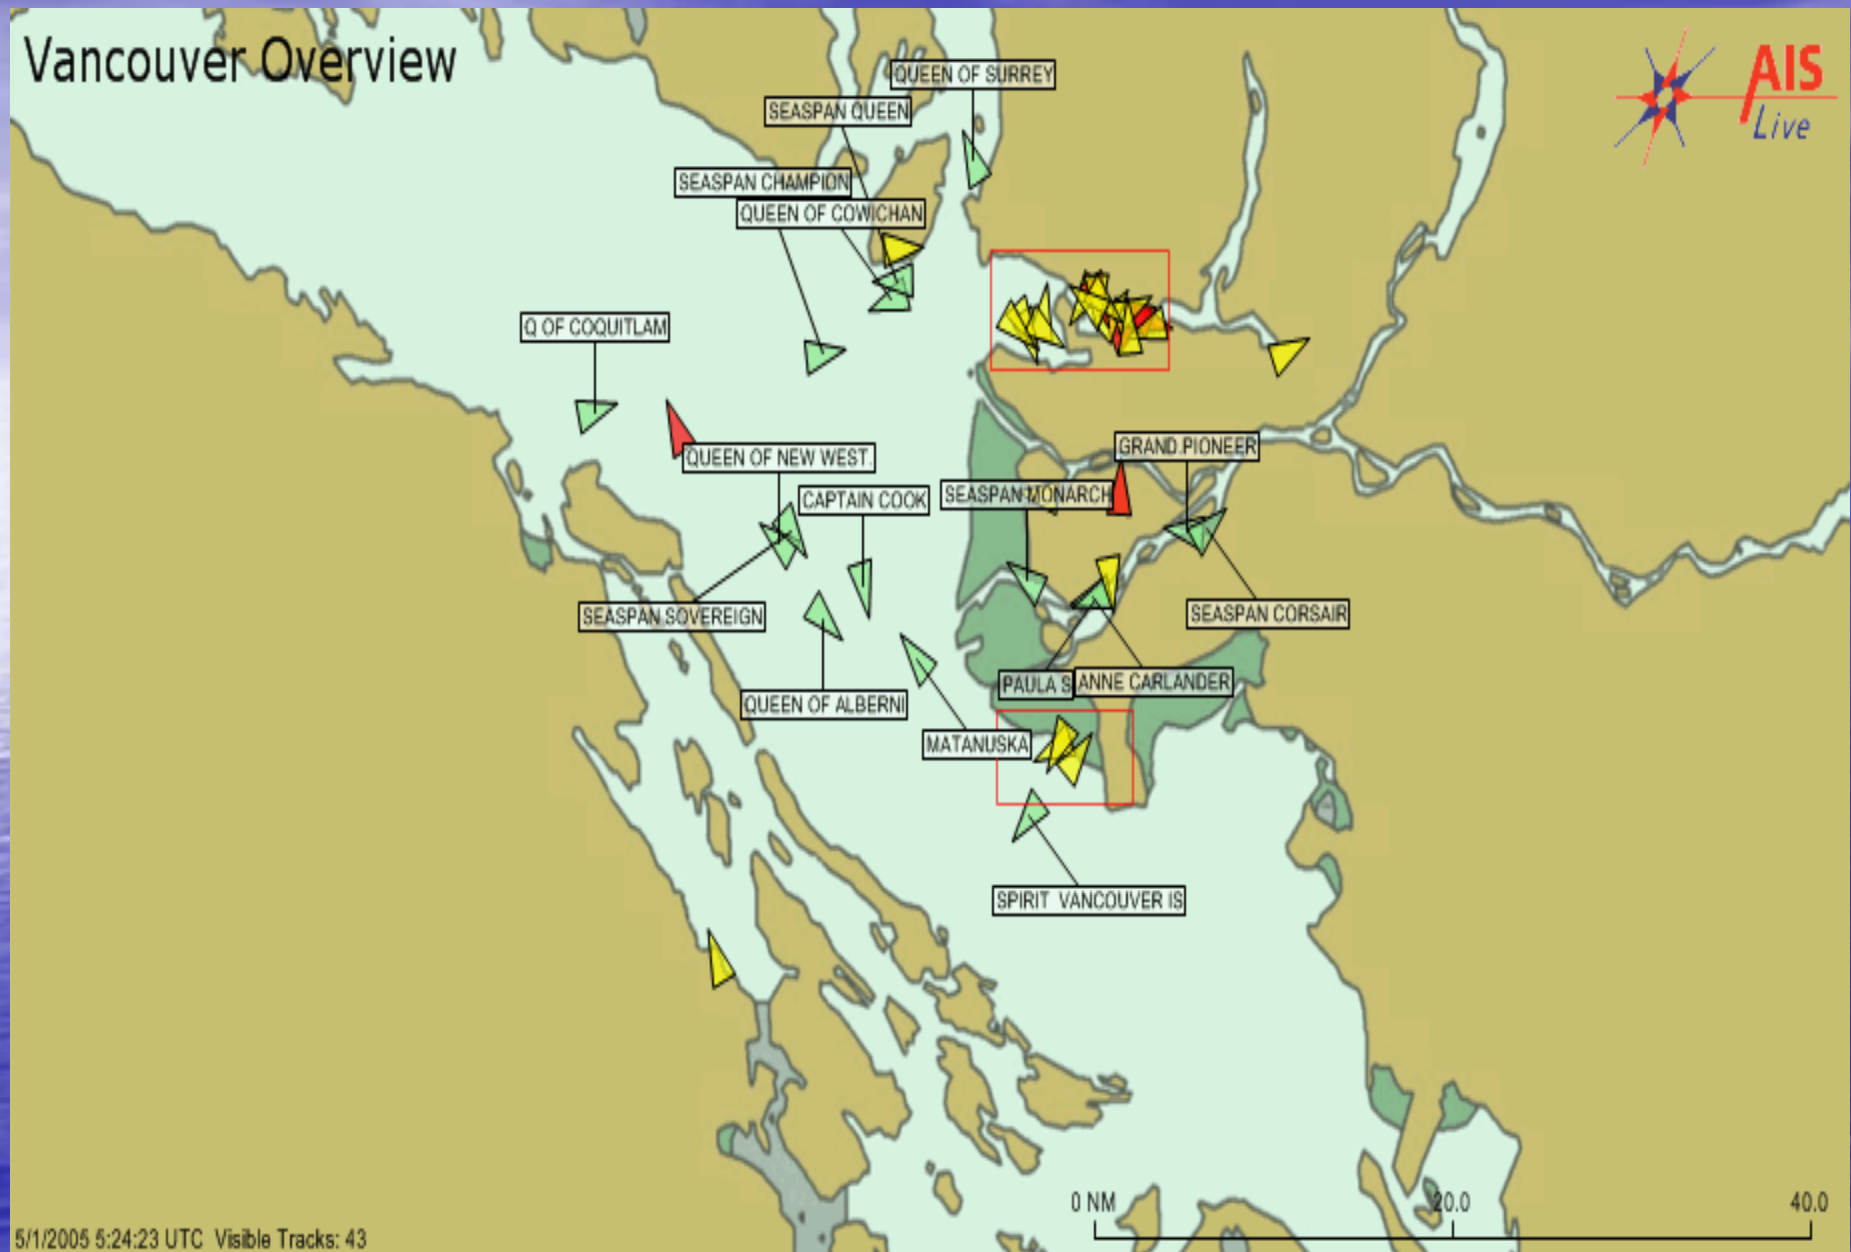 Vancouver Overview
AIS
Live
QUEEN OF SURREY
SEASPAN QUEEN
SEASPAN CHAMPION
QUEEN OF COWICHAN
Q OF COQUITLAM
QUEEN OF NEW WEST.
GRAND.PIONEER
CAPTAIN COOK
SEASPAN MONARCH
SEASPAN SOVEREIGN
SEASPAN CORSAIR
PAULA S
ANNE CARLANDER
QUEEN OF ALBERNI
MATANUSKA
SPIRIT  VANCOUVER IS
0 NM 20.0 40.0
5/1/2005 5:24:23 UTC  Visible Tracks: 43